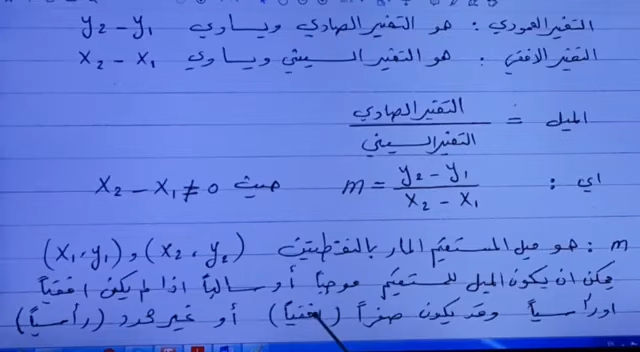 التغير العمودي : هو التغير الصادي ويساوي y₂ - y₁
التغير الافقي : هو التغير السيني ويساوي x₂ - x₁
الميل = التغير الصادي / التغير السيني
اي : m = (y₂ - y₁) / (x₂ - x₁) حيث x₂ - x₁ ≠ 0
m : هو ميل المستقيم المار بالنقطتين (x₂ ، y₂) و (x₁ ، y₁)
يمكن ان يكون الميل للمستقيم موجباً أو سالباً اذا لم يكن افقياً
او رأسياً وقد يكون صفراً (افقياً) أو غير محدد (رأسياً)